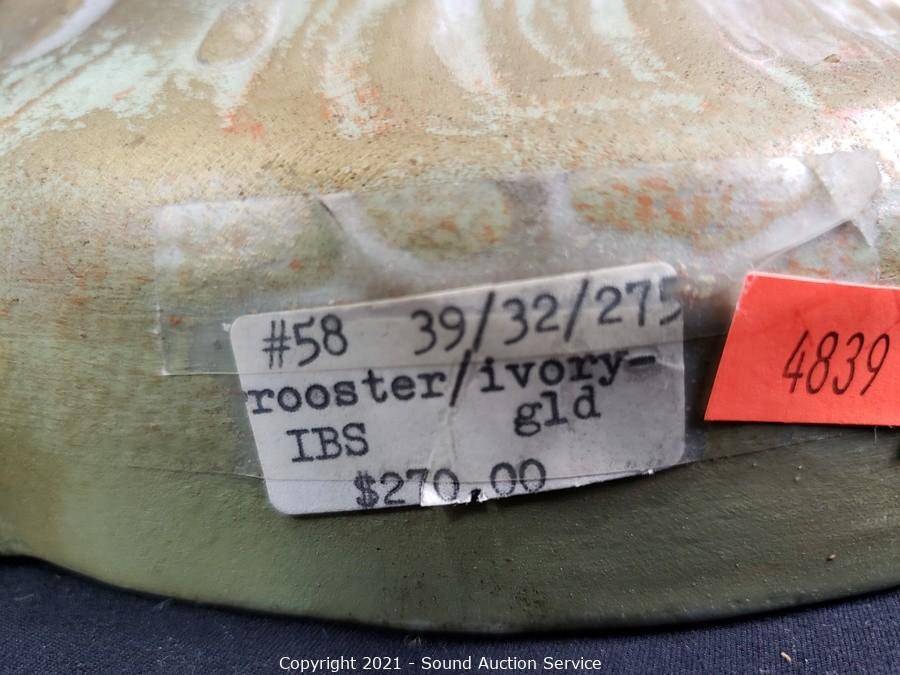 #58 39/32/275
rooster/ivory-
gld
IBS
$270.00
4839
Copyright 2021 - Sound Auction Service